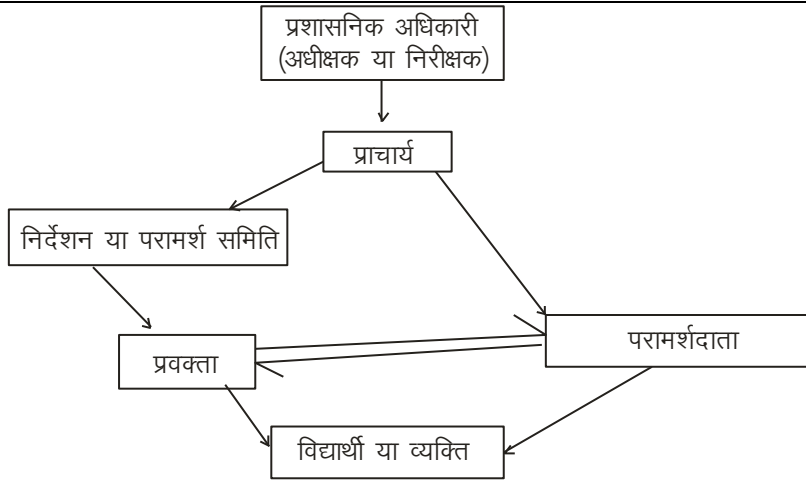 प्रशासनिक अधिकारी
(अधीक्षक या निरीक्षक)
प्राचार्य
निर्देशन या परामर्श समिति
प्रवक्ता
परामर्शदाता
विद्यार्थी या व्यक्ति